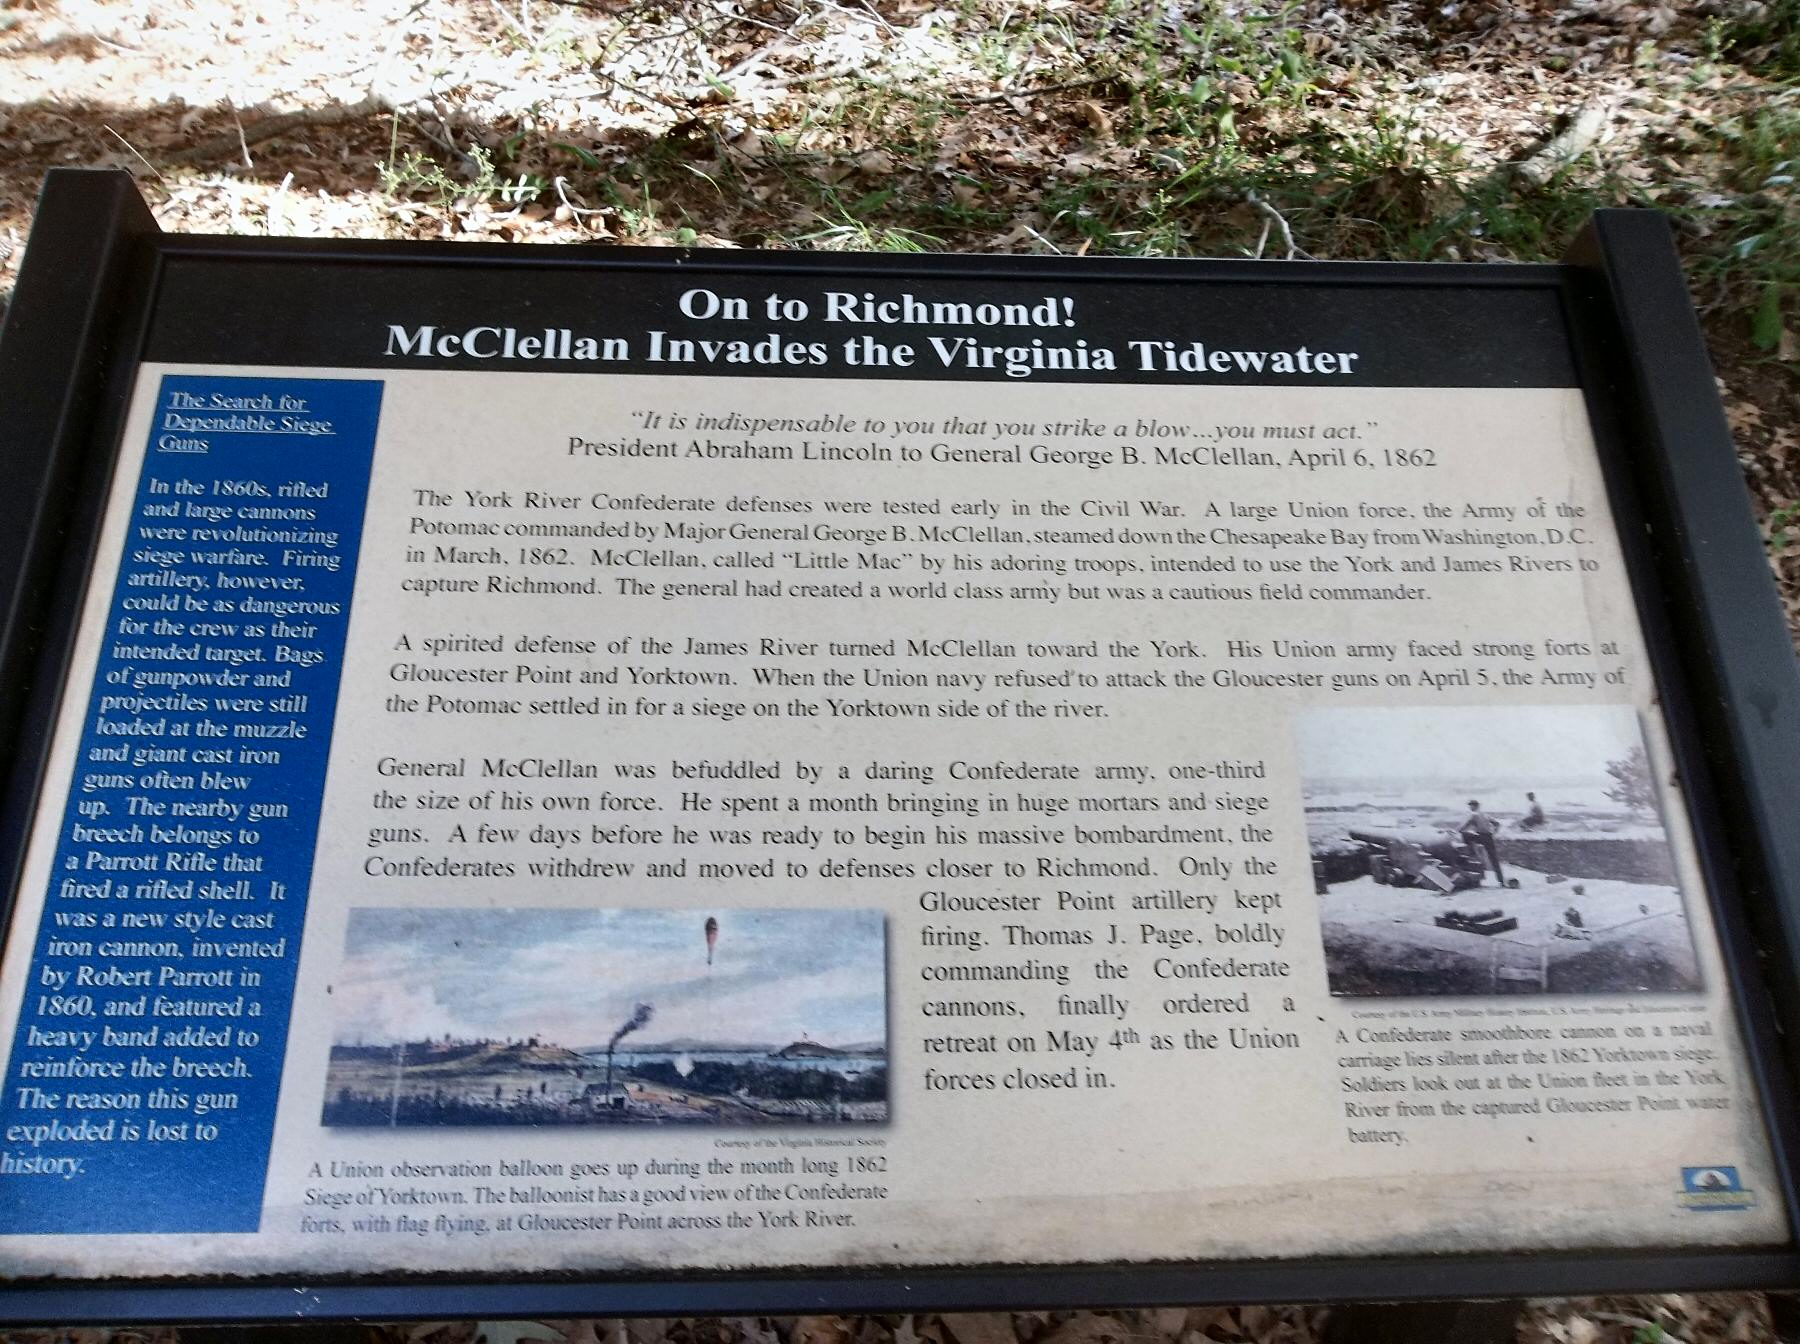 On to Richmond!
McClellan Invades the Virginia Tidewater
The Search for
Dependable Siege
Guns
In the 1860s, rifled
and large cannons
were revolutionizing
siege warfare. Firing
artillery, however,
could be as dangerous
for the crew as their
intended target. Bags
of gunpowder and
projectiles were still
loaded at the muzzle
and giant cast iron
guns often blew
up. The nearby gun
breech belongs to
a Parrott Rifle that
fired a rifled shell. It
was a new style cast
iron cannon, invented
by Robert Parrott in
1860, and featured a
heavy band added to
reinforce the breech.
The reason this gun
exploded is lost to
history.
"It is indispensable to you that you strike a blow...you must act."
President Abraham Lincoln to General George B. McClellan, April 6, 1862
The York River Confederate defenses were tested early in the Civil War. A large Union force, the Army of the
Potomac commanded by Major General George B. McClellan, steamed down the Chesapeake Bay from Washington, D.C.
in March, 1862. McClellan, called "Little Mac" by his adoring troops, intended to use the York and James Rivers to
capture Richmond. The general had created a world class army but was a cautious field commander.
A spirited defense of the James River turned McClellan toward the York. His Union army faced strong forts at
Gloucester Point and Yorktown. When the Union navy refused to attack the Gloucester guns on April 5, the Army of
the Potomac settled in for a siege on the Yorktown side of the river.
General McClellan was befuddled by a daring Confederate army, one-third
the size of his own force. He spent a month bringing in huge mortars and siege
guns. A few days before he was ready to begin his massive bombardment, the
Confederates withdrew and moved to defenses closer to Richmond. Only the
Gloucester Point artillery kept
firing. Thomas J. Page, boldly
commanding the Confederate
cannons, finally ordered a
retreat on May 4th as the Union
forces closed in.
Courtesy of the Virginia Historical Society
A Union observation balloon goes up during the month long 1862
Siege of Yorktown. The balloonist has a good view of the Confederate
forts, with flag flying, at Gloucester Point across the York River.
Courtesy of the U.S. Army Military History Institute, U.S. Army
A Confederate smoothbore cannon on a naval
carriage lies silent after the 1862 Yorktown siege.
Soldiers look out at the Union fleet in the York
River from the captured Gloucester Point water
battery.